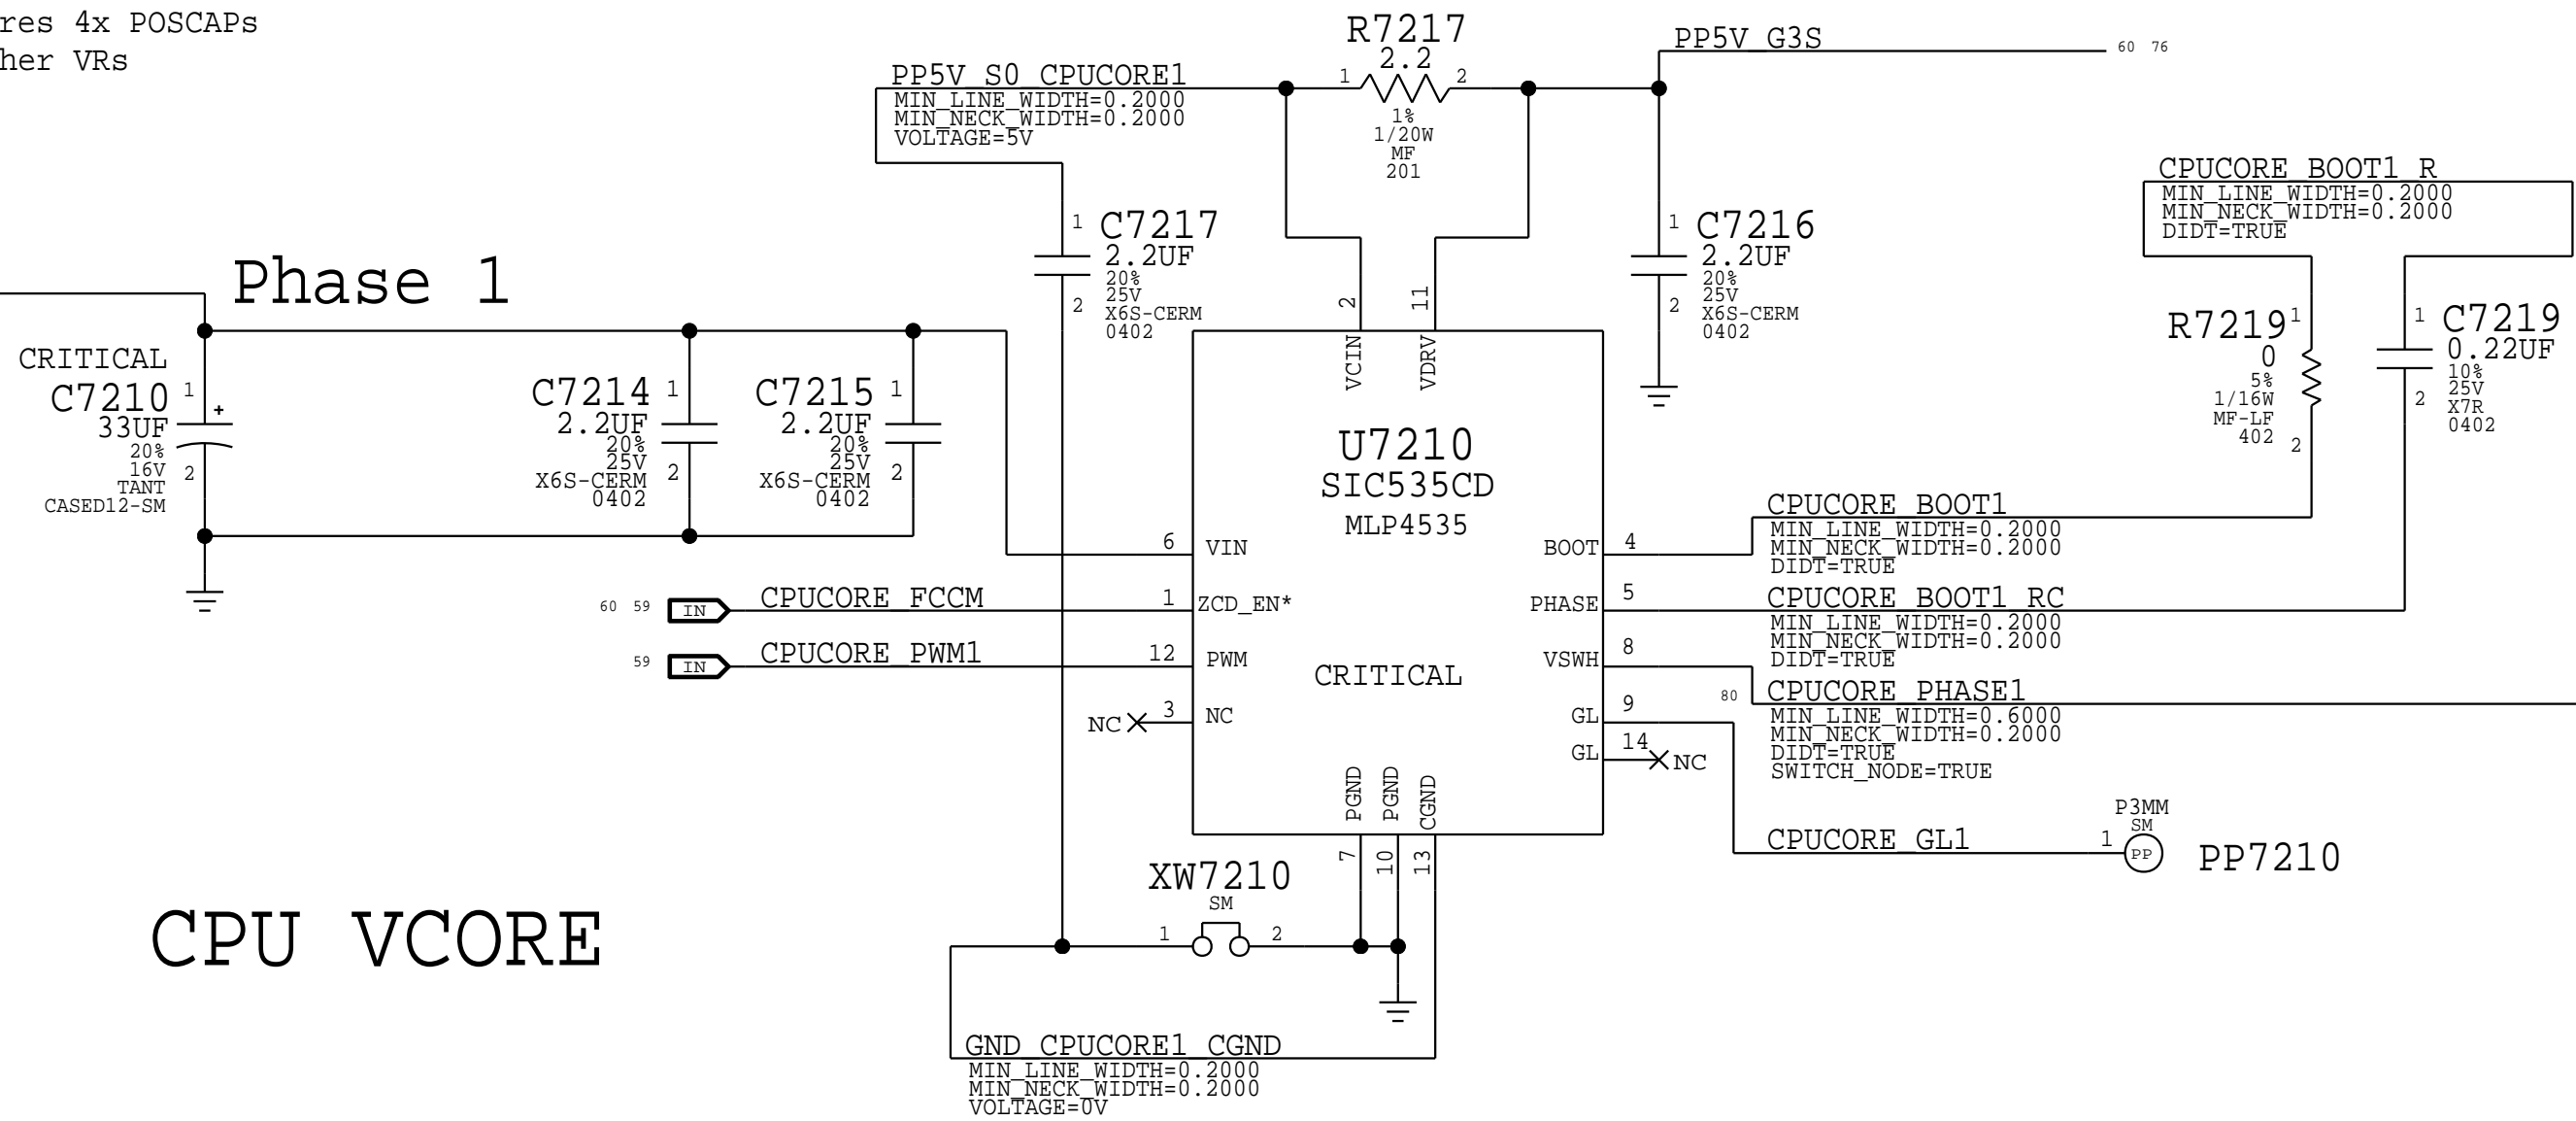 res 4x POSCAPs
her VRs
R7217
2.2
1 2
1%
1/20W
MF
201
PP5V_G3S
60 76
PP5V_S0_CPUCORE1
MIN_LINE_WIDTH=0.2000
MIN_NECK_WIDTH=0.2000
VOLTAGE=5V
CPUCORE_BOOT1_R
MIN_LINE_WIDTH=0.2000
MIN_NECK_WIDTH=0.2000
DIDT=TRUE
Phase 1
1
C7217
2.2UF
20%
25V
X6S-CERM
0402
2
1
C7216
2.2UF
20%
25V
X6S-CERM
0402
2
CRITICAL
C7210
33UF
20%
16V
TANT
CASED12-SM
1
+
2
C7214
2.2UF
20%
25V
X6S-CERM
0402
1
2
C7215
2.2UF
20%
25V
X6S-CERM
0402
1
2
R7219
0
5%
1/16W
MF-LF
402
1
2
C7219
0.22UF
10%
25V
X7R
0402
1
2
2 11
VCIN VDRV
U7210
SIC535CD
MLP4535
CRITICAL
6 VIN
60 59 IN CPUCORE_FCCM 1 ZCD_EN*
59 IN CPUCORE_PWM1 12 PWM
NC 3 NC
BOOT 4
PHASE 5
VSWH 8
GL 9
GL 14 NC
CPUCORE_BOOT1
MIN_LINE_WIDTH=0.2000
MIN_NECK_WIDTH=0.2000
DIDT=TRUE
CPUCORE_BOOT1_RC
MIN_LINE_WIDTH=0.2000
MIN_NECK_WIDTH=0.2000
DIDT=TRUE
80 CPUCORE_PHASE1
MIN_LINE_WIDTH=0.6000
MIN_NECK_WIDTH=0.2000
DIDT=TRUE
SWITCH_NODE=TRUE
PGND PGND CGND
7 10 13
P3MM
SM
CPUCORE_GL1 1 PP PP7210
XW7210
SM
1 2
CPU VCORE
GND_CPUCORE1_CGND
MIN_LINE_WIDTH=0.2000
MIN_NECK_WIDTH=0.2000
VOLTAGE=0V